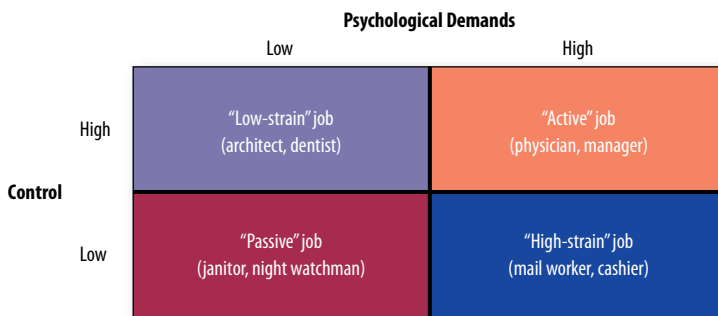 Psychological Demands
Low High
High
“Low-strain” job
(architect, dentist)
“Active” job
(physician, manager)
Control
Low
“Passive” job
(janitor, night watchman)
“High-strain” job
(mail worker, cashier)